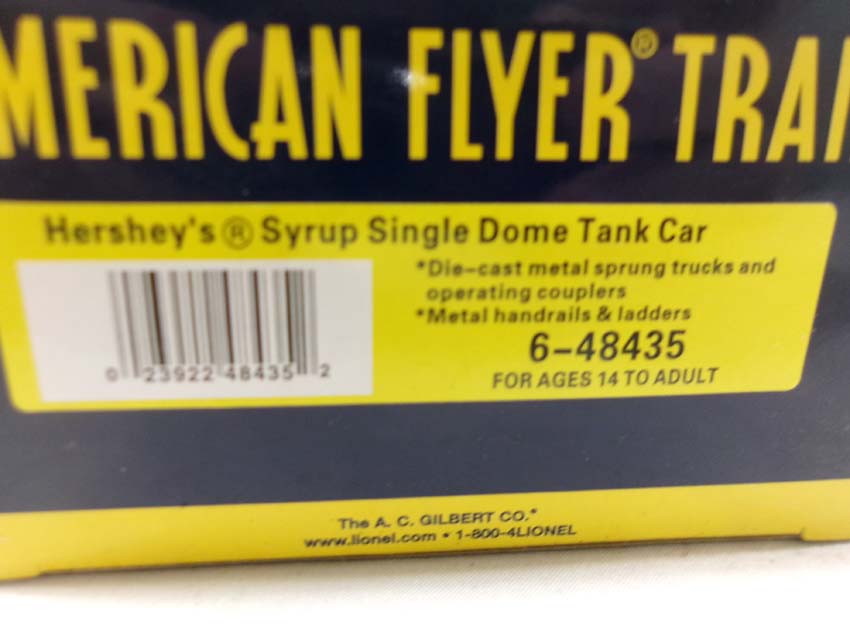 MERICAN FLYER® TRAI
Hershey's® Syrup Single Dome Tank Car
*Die-cast metal sprung trucks and
operating couplers
*Metal handrails & ladders
6-48435
FOR AGES 14 TO ADULT
0 23922 48435 2
The A. C. GILBERT CO.*
www.lionel.com • 1-800-4LIONEL